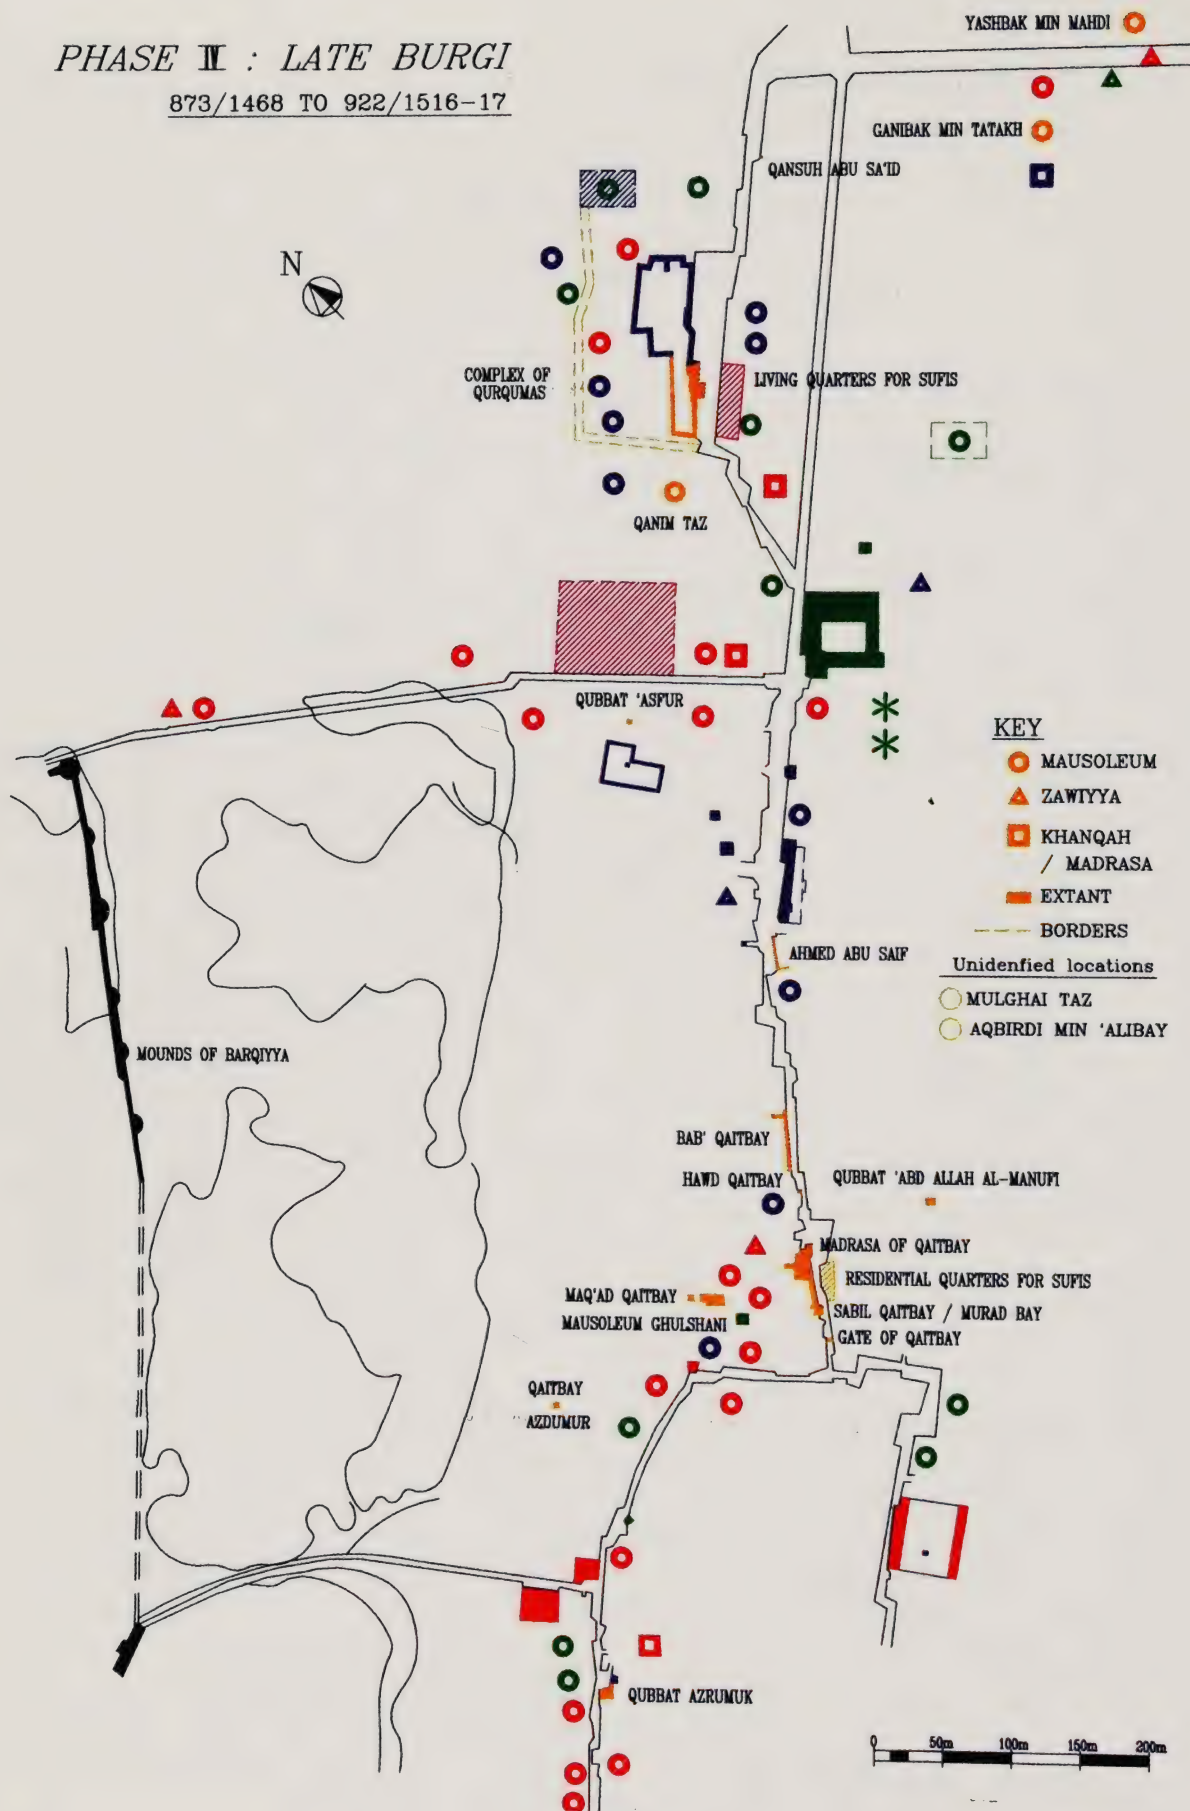 PHASE IV : LATE BURGI
873/1468 TO 922/1516-17
YASHBAK MIN MAHDI
GANIBAK MIN TATAKH
QANSUH ABU SA'ID
N
COMPLEX OF
QURQUMAS
LIVING QUARTERS FOR SUFIS
QANIM TAZ
QUBBAT 'ASFUR
KEY
MAUSOLEUM
ZAWIYYA
KHANQAH
/ MADRASA
EXTANT
BORDERS
Unidenfied locations
MULGHAI TAZ
AQBIRDI MIN 'ALIBAY
AHMED ABU SAIF
MOUNDS OF BARQIYYA
BAB' QAITBAY
HAWD QAITBAY
QUBBAT 'ABD ALLAH AL-MANUFI
MADRASA OF QAITBAY
RESIDENTIAL QUARTERS FOR SUFIS
MAQ'AD QAITBAY
SABIL QAITBAY / MURAD BAY
MAUSOLEUM GHULSHANI
GATE OF QAITBAY
QAITBAY
AZDUMUR
QUBBAT AZRUMUK
0 50m 100m 150m 200m